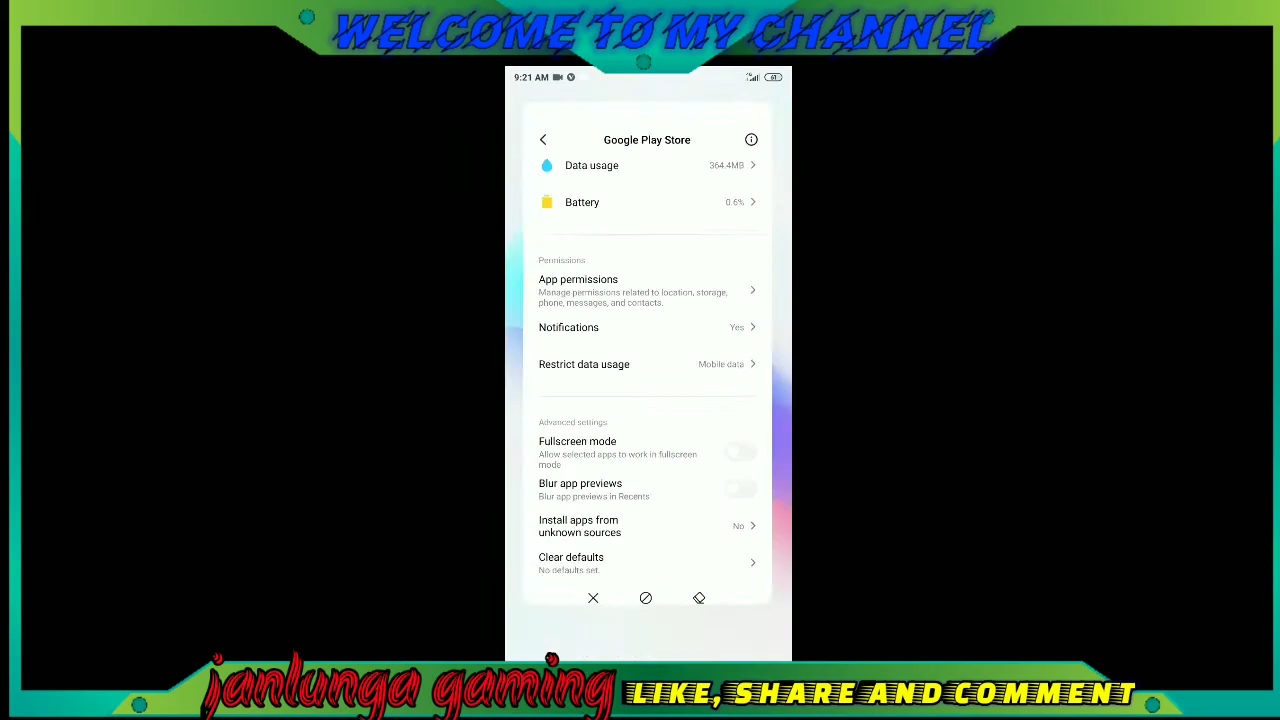 WELCOME TO MY CHANNEL
9:21 AM
61
Google Play Store
Data usage 364.4MB
Battery 0.6%
Permissions
App permissions
Manage permissions related to location, storage,
phone, messages, and contacts.
Notifications Yes
Restrict data usage Mobile data
Advanced settings
Fullscreen mode
Allow selected apps to work in fullscreen
mode
Blur app previews
Blur app previews in Recents
Install apps from
unknown sources No
Clear defaults
No defaults set.
janlunga gaming LIKE, SHARE AND COMMENT